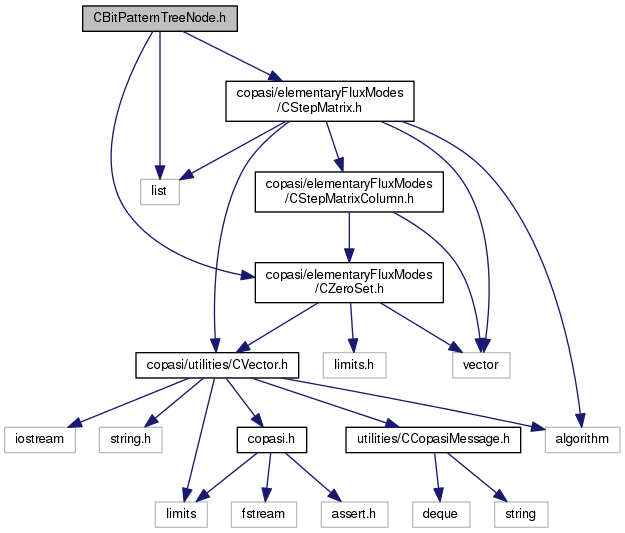 CBitPatternTreeNode.h
copasi/elementaryFluxModes
/CStepMatrix.h
list
copasi/elementaryFluxModes
/CStepMatrixColumn.h
copasi/elementaryFluxModes
/CZeroSet.h
copasi/utilities/CVector.h
limits.h
vector
iostream
string.h
copasi.h
utilities/CCopasiMessage.h
algorithm
limits
fstream
assert.h
deque
string